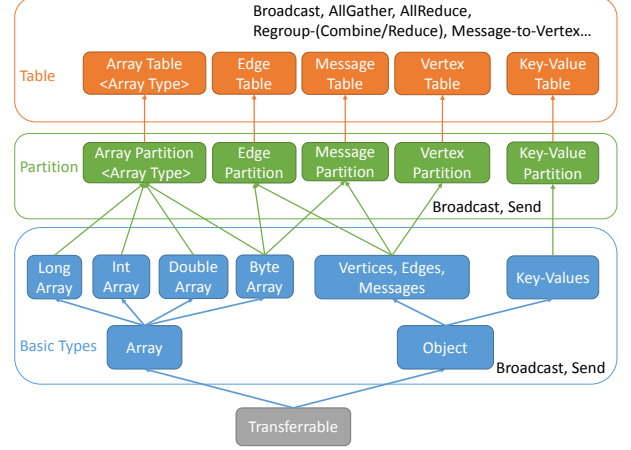 Broadcast, AllGather, AllReduce,
Regroup-(Combine/Reduce), Message-to-Vertex…
Table
Array Table
<Array Type>
Edge
Table
Message
Table
Vertex
Table
Key-Value
Table
Partition
Array Partition
<Array Type>
Edge
Partition
Message
Partition
Vertex
Partition
Key-Value
Partition
Broadcast, Send
Long
Array
Int
Array
Double
Array
Byte
Array
Vertices, Edges,
Messages
Key-Values
Basic Types
Array
Object
Broadcast, Send
Transferrable